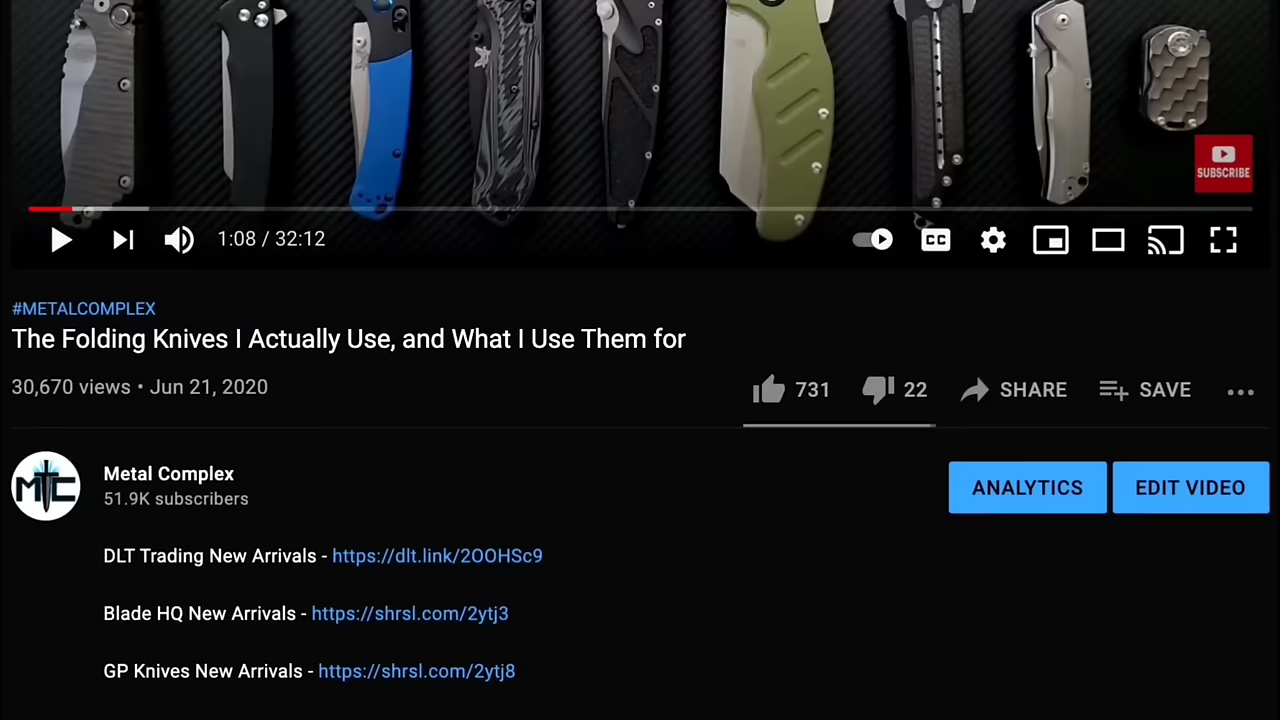 SUBSCRIBE
1:08 / 32:12
CC
#METALCOMPLEX
The Folding Knives I Actually Use, and What I Use Them for
30,670 views • Jun 21, 2020
731 22 SHARE SAVE
MTC
Metal Complex
51.9K subscribers
ANALYTICS EDIT VIDEO
DLT Trading New Arrivals - https://dlt.link/2OOHSc9
Blade HQ New Arrivals - https://shrsl.com/2ytj3
GP Knives New Arrivals - https://shrsl.com/2ytj8